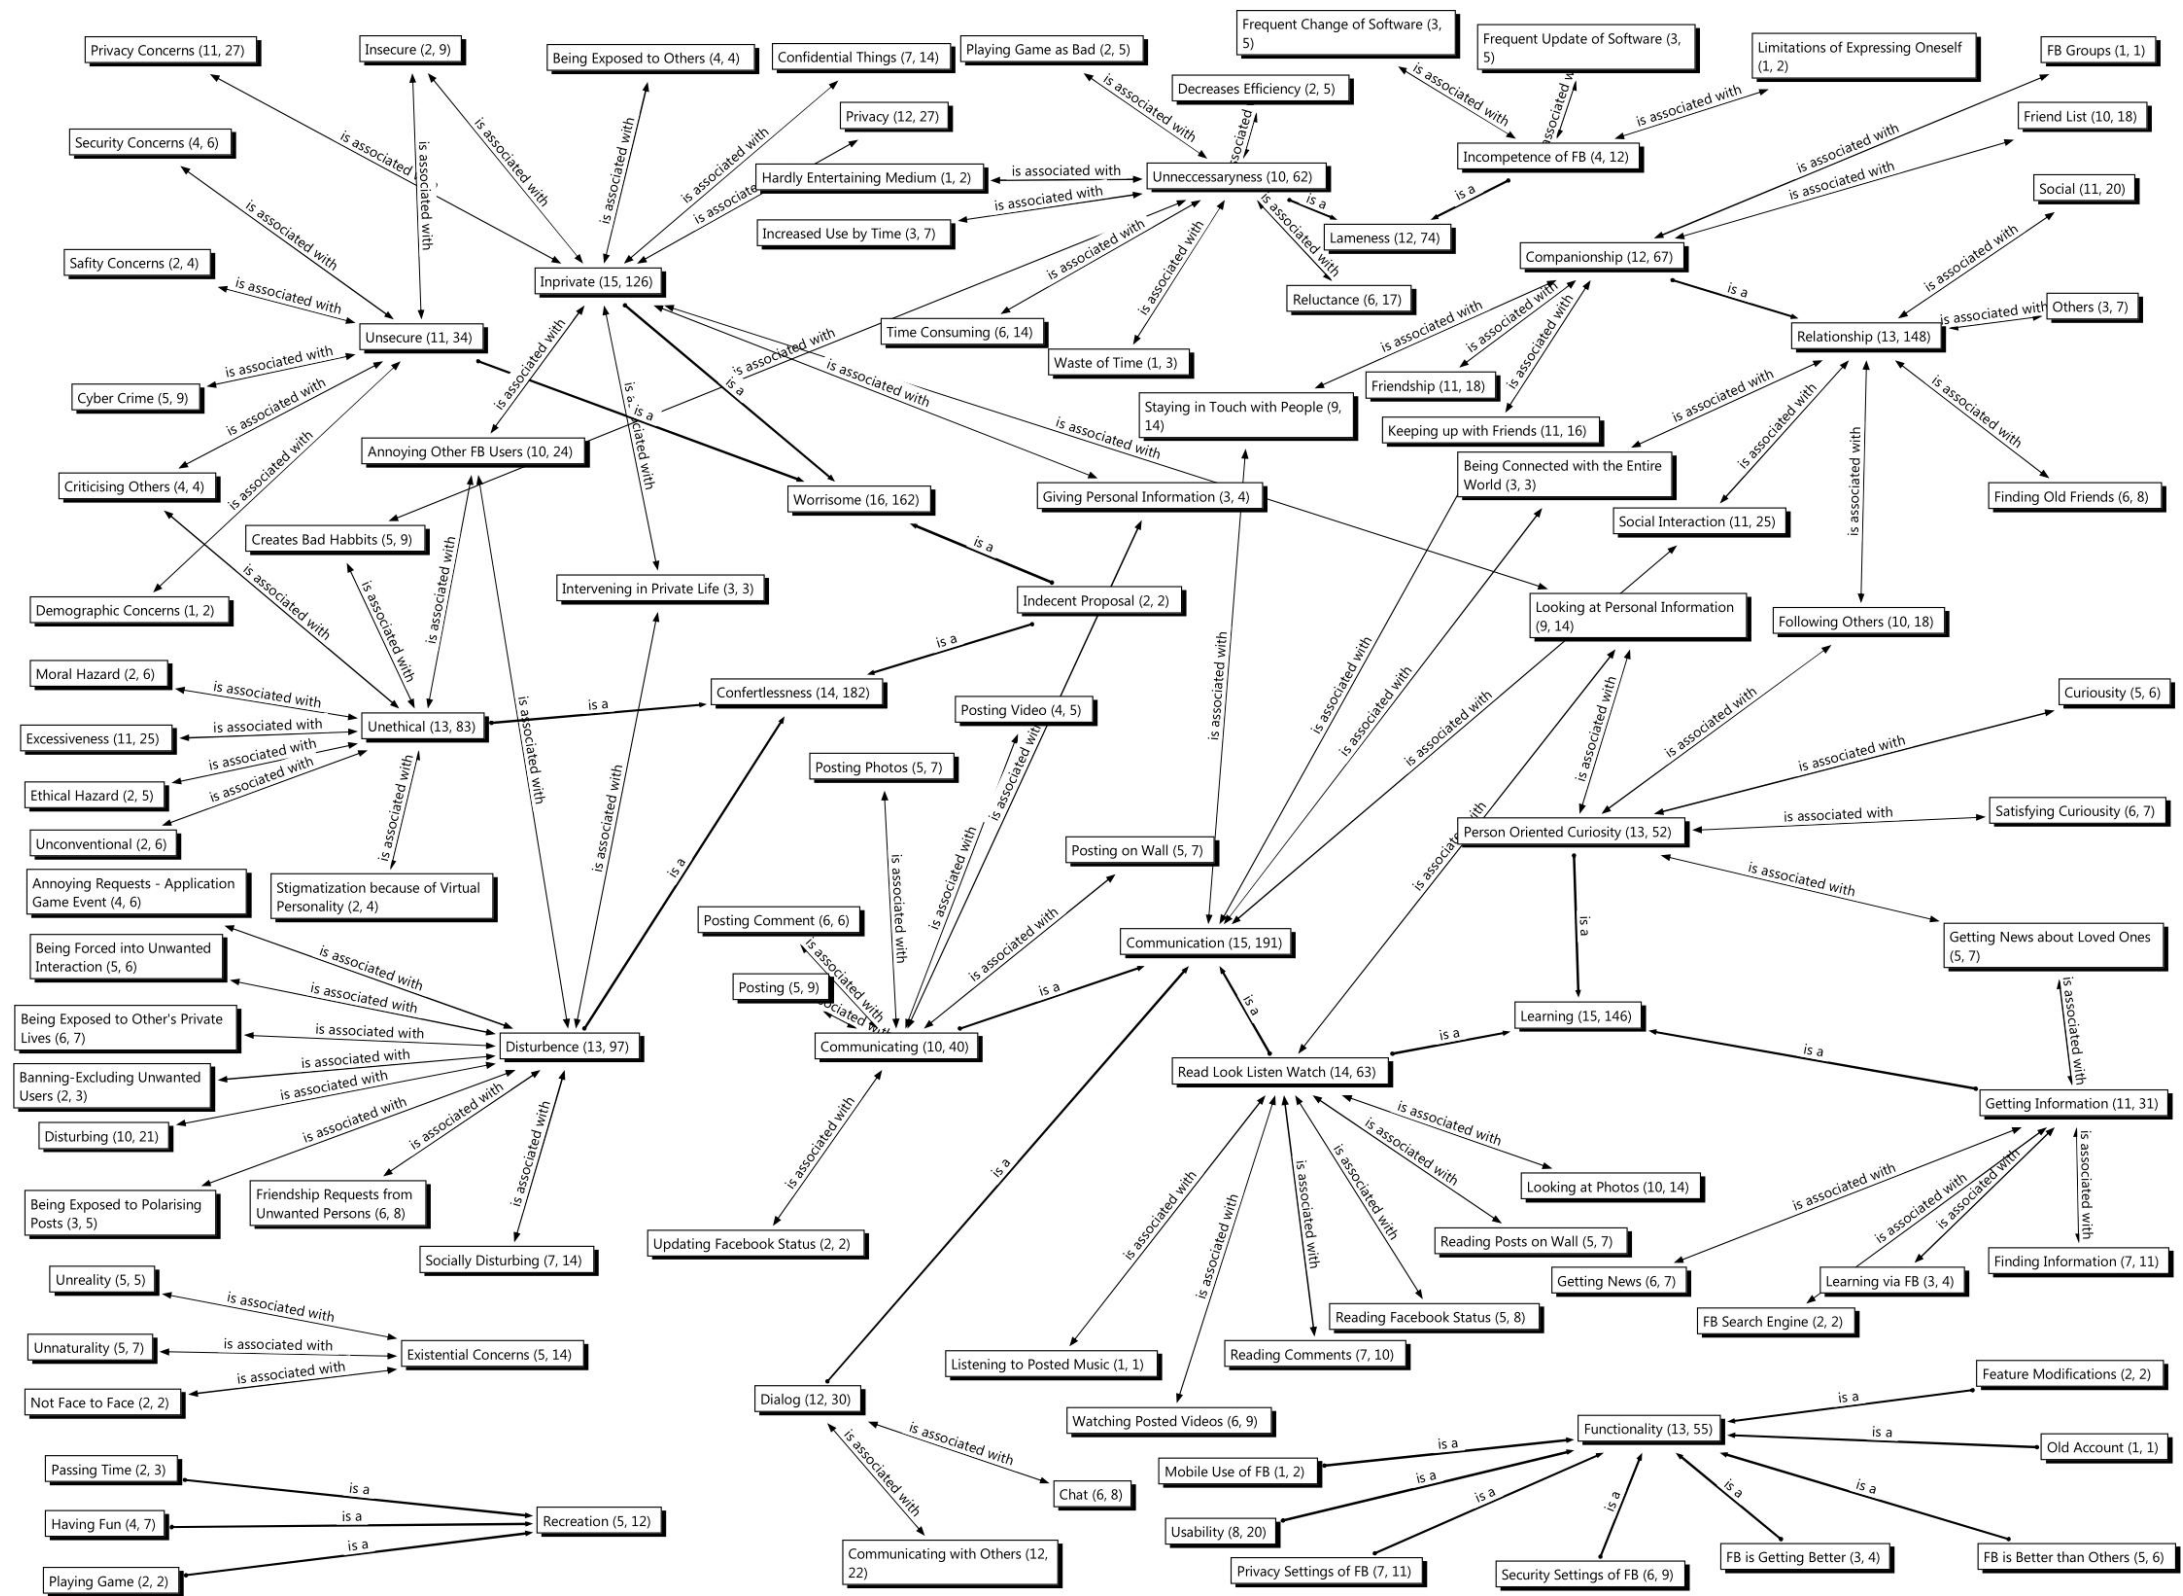 Frequent Change of Software (3,
5)
Privacy Concerns (11, 27)
Insecure (2, 9)
Being Exposed to Others (4, 4)
Confidential Things (7, 14)
Playing Game as Bad (2, 5)
Frequent Update of Software (3,
5)
Limitations of Expressing Oneself
(1, 2)
FB Groups (1, 1)
Decreases Efficiency (2, 5)
Privacy (12, 27)
Friend List (10, 18)
Security Concerns (4, 6)
Hardly Entertaining Medium (1, 2)
Unneccessaryness (10, 62)
Incompetence of FB (4, 12)
Social (11, 20)
Increased Use by Time (3, 7)
Lameness (12, 74)
Safity Concerns (2, 4)
Inprivate (15, 126)
Companionship (12, 67)
Reluctance (6, 17)
Others (3, 7)
Unsecure (11, 34)
Time Consuming (6, 14)
Waste of Time (1, 3)
Relationship (13, 148)
Cyber Crime (5, 9)
Friendship (11, 18)
Staying in Touch with People (9,
14)
Keeping up with Friends (11, 16)
Annoying Other FB Users (10, 24)
Criticising Others (4, 4)
Worrisome (16, 162)
Giving Personal Information (3, 4)
Being Connected with the Entire
World (3, 3)
Finding Old Friends (6, 8)
Social Interaction (11, 25)
Creates Bad Habbits (5, 9)
Intervening in Private Life (3, 3)
Demographic Concerns (1, 2)
Indecent Proposal (2, 2)
Looking at Personal Information
(9, 14)
Following Others (10, 18)
Moral Hazard (2, 6)
Confertlessness (14, 182)
Posting Video (4, 5)
Curiousity (5, 6)
Excessiveness (11, 25)
Unethical (13, 83)
Posting Photos (5, 7)
Ethical Hazard (2, 5)
Satisfying Curiousity (6, 7)
Unconventional (2, 6)
Person Oriented Curiosity (13, 52)
Posting on Wall (5, 7)
Annoying Requests - Application
Game Event (4, 6)
Stigmatization because of Virtual
Personality (2, 4)
Posting Comment (6, 6)
Being Forced into Unwanted
Interaction (5, 6)
Communication (15, 191)
Getting News about Loved Ones
(5, 7)
Posting (5, 9)
Being Exposed to Other's Private
Lives (6, 7)
Disturbence (13, 97)
Communicating (10, 40)
Learning (15, 146)
Read Look Listen Watch (14, 63)
Banning-Excluding Unwanted
Users (2, 3)
Getting Information (11, 31)
Disturbing (10, 21)
Being Exposed to Polarising
Posts (3, 5)
Friendship Requests from
Unwanted Persons (6, 8)
Looking at Photos (10, 14)
Updating Facebook Status (2, 2)
Socially Disturbing (7, 14)
Reading Posts on Wall (5, 7)
Finding Information (7, 11)
Unreality (5, 5)
Getting News (6, 7)
Learning via FB (3, 4)
FB Search Engine (2, 2)
Reading Facebook Status (5, 8)
Unnaturality (5, 7)
Existential Concerns (5, 14)
Listening to Posted Music (1, 1)
Reading Comments (7, 10)
Feature Modifications (2, 2)
Not Face to Face (2, 2)
Dialog (12, 30)
Watching Posted Videos (6, 9)
Functionality (13, 55)
Old Account (1, 1)
Passing Time (2, 3)
Mobile Use of FB (1, 2)
Chat (6, 8)
Having Fun (4, 7)
Recreation (5, 12)
Usability (8, 20)
Communicating with Others (12,
22)
Playing Game (2, 2)
Privacy Settings of FB (7, 11)
Security Settings of FB (6, 9)
FB is Getting Better (3, 4)
FB is Better than Others (5, 6)
is associated with
is a